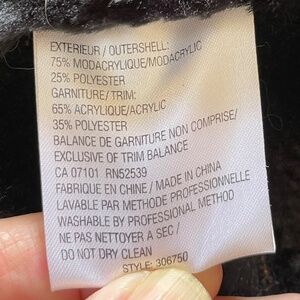 EXTERIEUR / OUTERSHELL:
75% MODACRYLIQUE/MODACRYLIC
25% POLYESTER
GARNITURE/TRIM:
65% ACRYLIQUE/ACRYLIC
35% POLYESTER
BALANCE DE GARNITURE NON COMPRISE/
EXCLUSIVE OF TRIM BALANCE
CA 07101 RN52539
FABRIQUE EN CHINE / MADE IN CHINA
LAVABLE PAR METHODE PROFESSIONNELLE
WASHABLE BY PROFESSIONAL METHOD
NE PAS NETTOYER A SEC /
DO NOT DRY CLEAN
STYLE: 306750